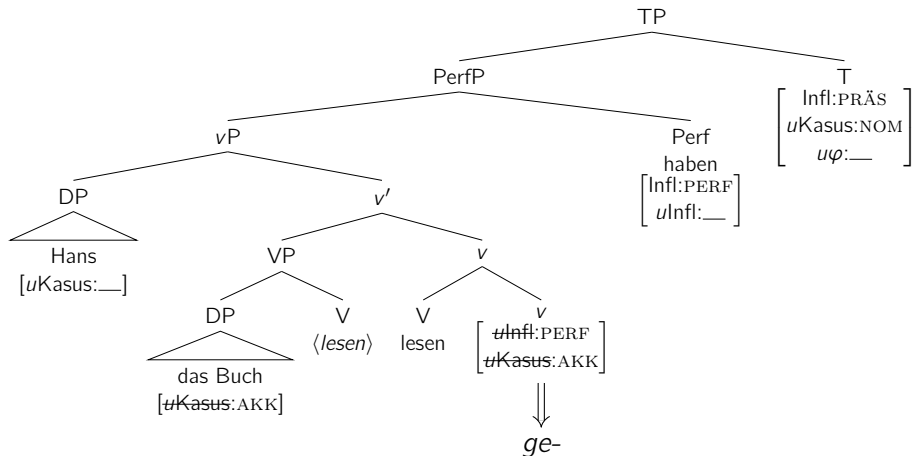 TP
PerfP T
[Infl:PRÄS
uKasus:NOM
uφ:__]
vP Perf
haben
[Infl:PERF
uInfl:__]
DP v′
Hans
[uKasus:__]
VP v
DP V V v
⟨lesen⟩ lesen
[uInfl:PERF
uKasus:AKK]
das Buch
[uKasus:AKK]
ge-